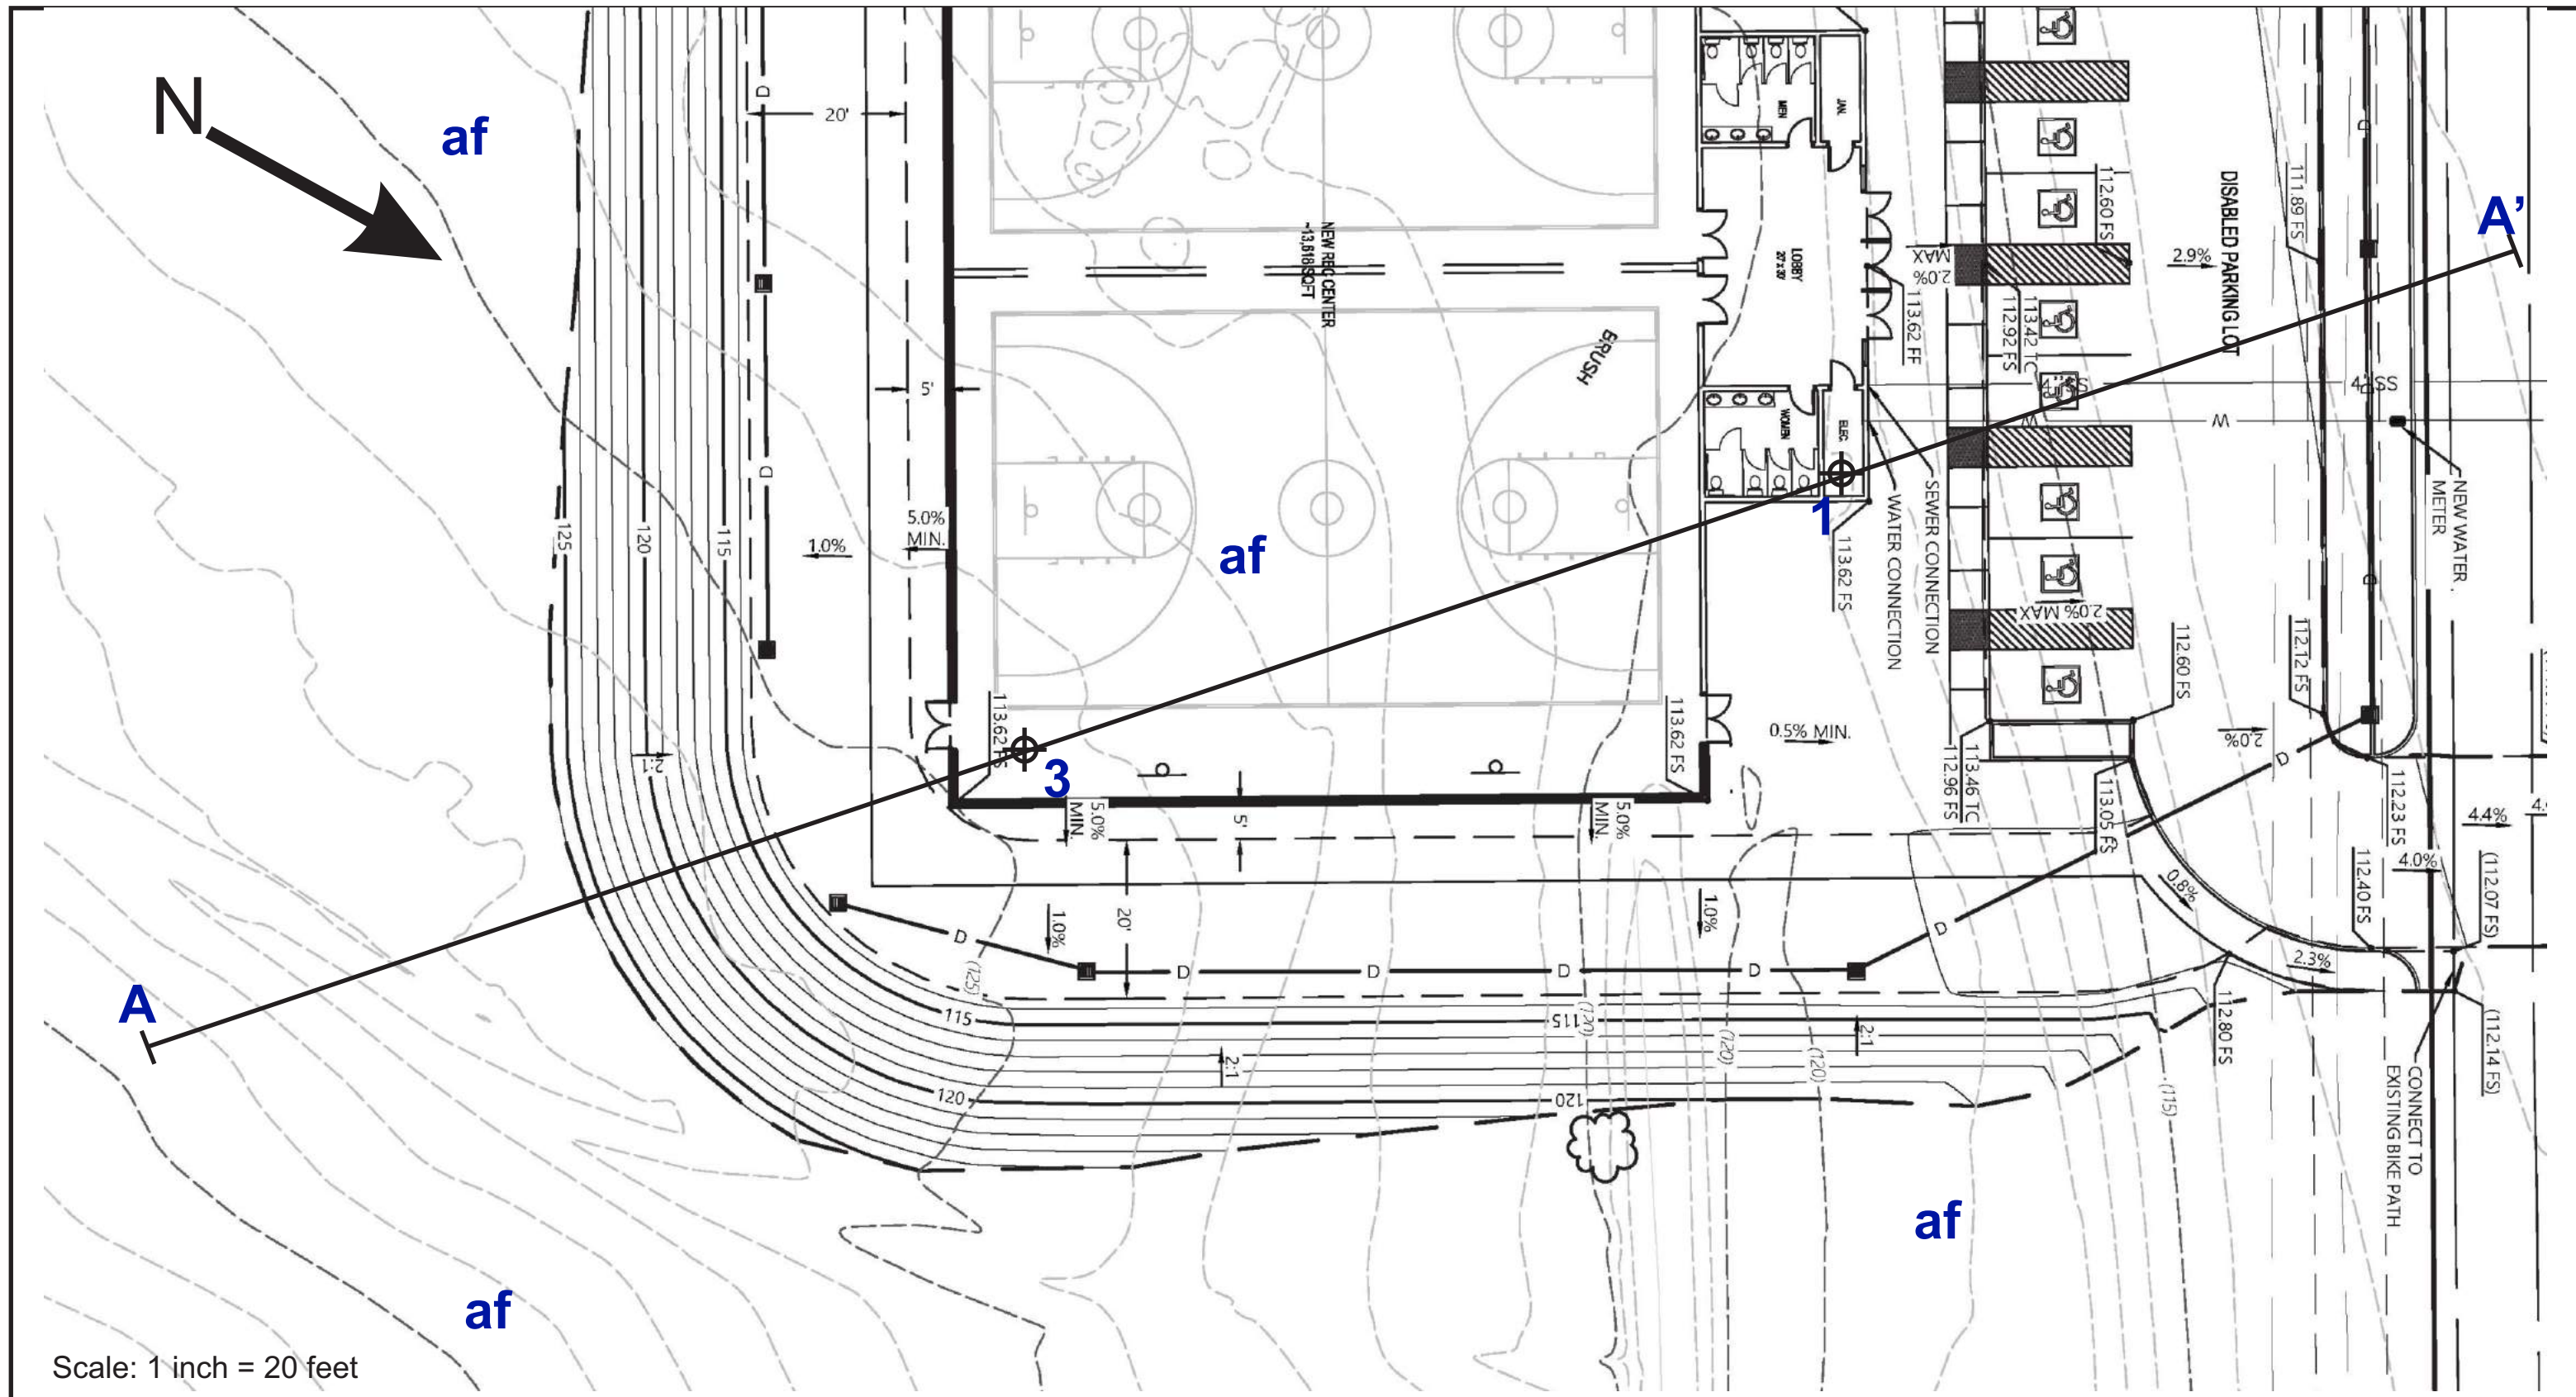 N
af
20'
D
MEN
JAN.
NEW REC CENTER
~13,618 SQ.FT
LOBBY
27' x 37'
MAX
2.0%
113.62 FF
113.42 TC
112.92 FS
112.60 FS
2.9%
DISABLED PARKING LOT
111.89 FS
D
A'
BRUSH
5'
D
125
120
115
1.0%
5.0%
MIN.
af
WOMEN
ELEC.
1
113.62 FS
WATER CONNECTION
SEWER CONNECTION
W
W
SS
D
NEW WATER
METER
2.0% MAX
112.60 FS
112.12 FS
2:1
113.62 FS
3
5.0%
MIN.
5'
5.0%
MIN.
113.62 FS
0.5% MIN.
113.46 TC
112.96 FS
113.05 FS
2.0%
D
112.23 FS
4.4%
4.0%
112.40 FS
(112.07 FS)
0.8%
2.3%
D
1.0%
20'
D
D
D
D
1.0%
D
(125)
115
115
(120)
(120)
(120)
2:1
2:1
120
120
(115)
112.80 FS
(112.14 FS)
CONNECT TO
EXISTING BIKE PATH
A
af
af
Scale: 1 inch = 20 feet